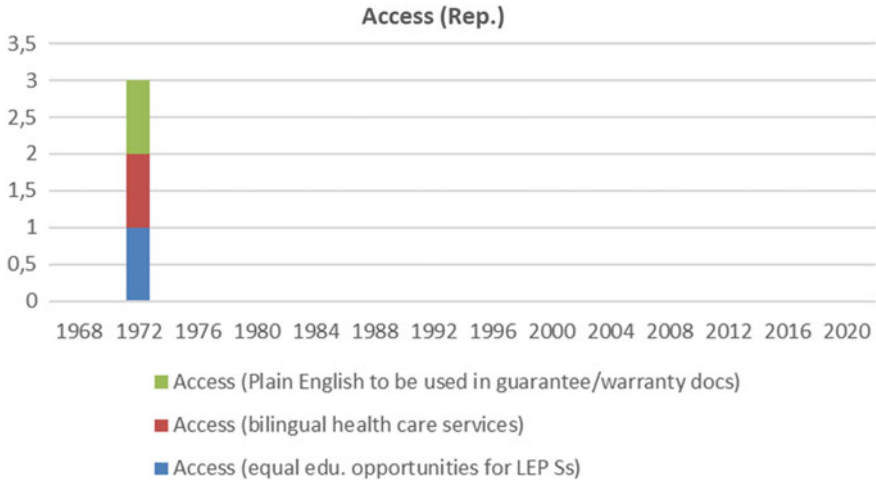 Access (Rep.)
3,5
3
2,5
2
1,5
1
0,5
0
1968 1972 1976 1980 1984 1988 1992 1996 2000 2004 2008 2012 2016 2020
Access (Plain English to be used in guarantee/warranty docs)
Access (bilingual health care services)
Access (equal edu. opportunities for LEP Ss)